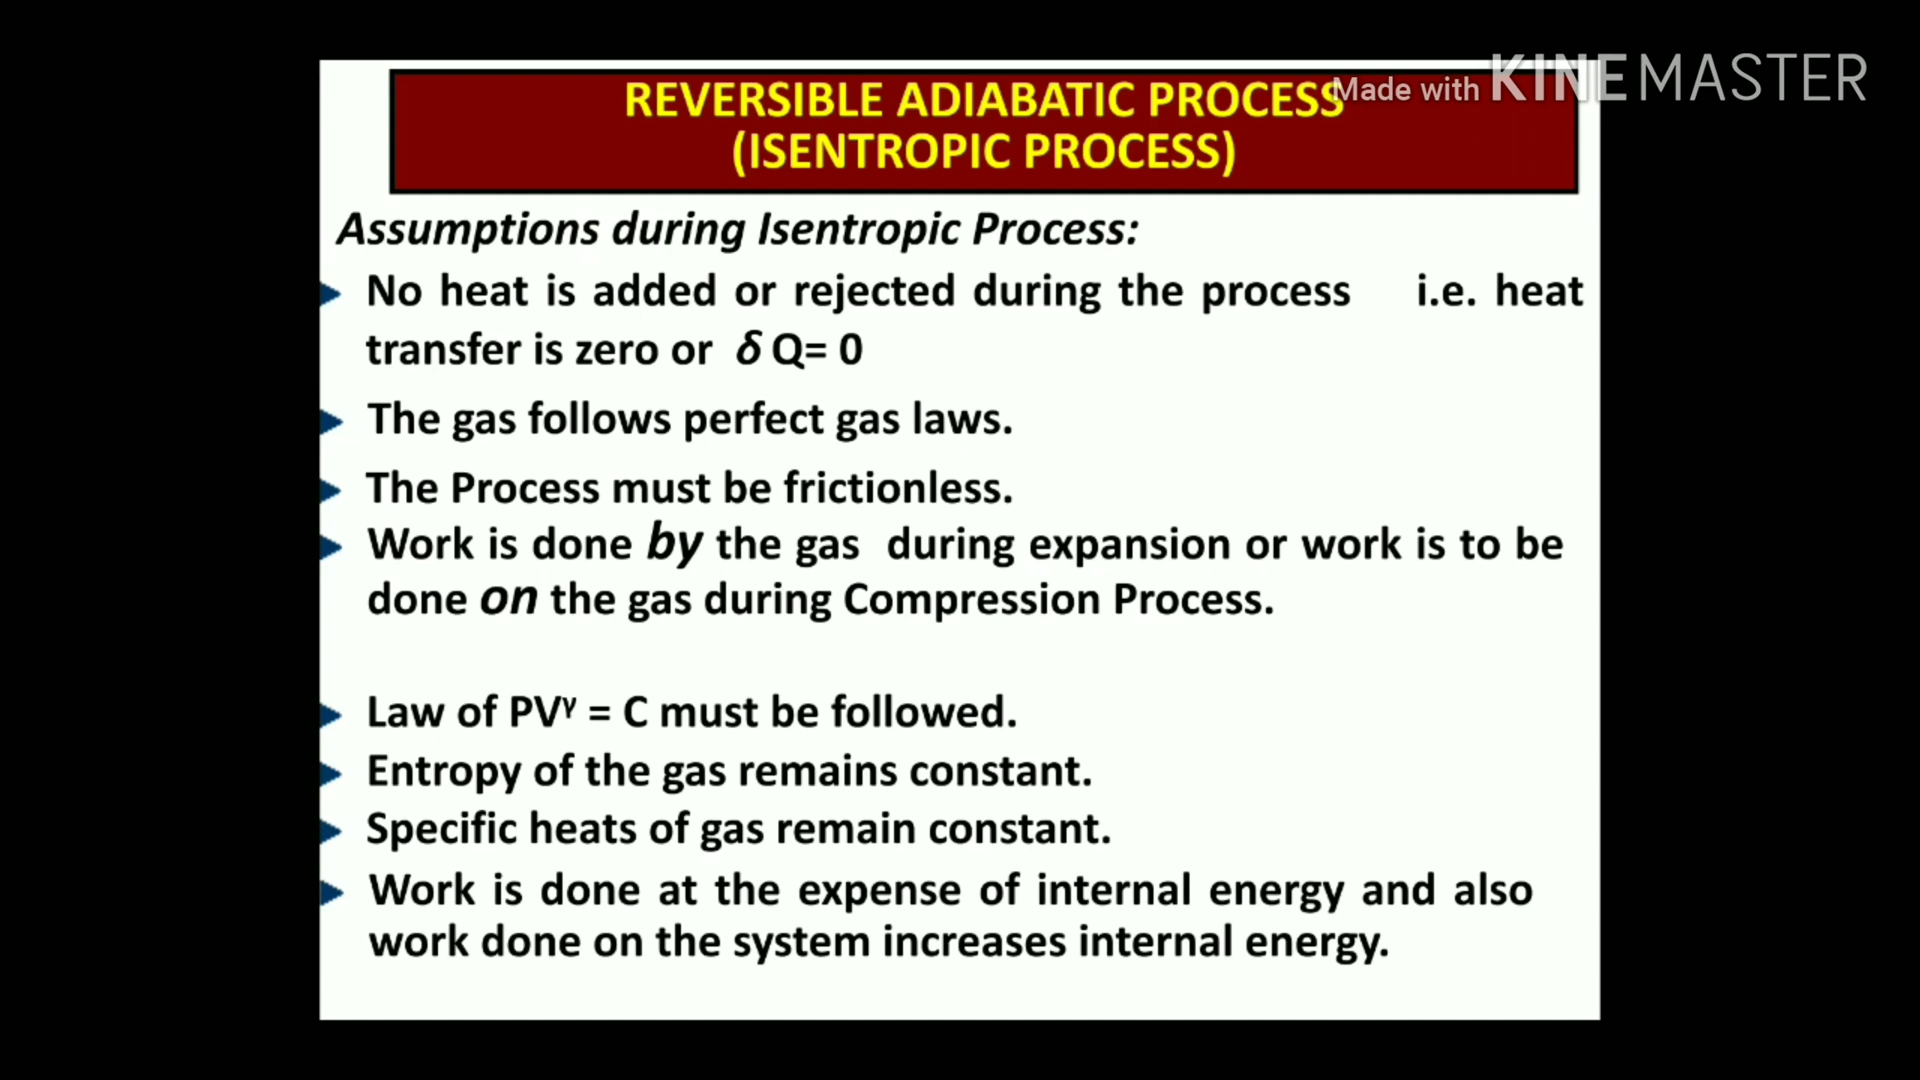 REVERSIBLE ADIABATIC PROCESS
Made with KINEMASTER
(ISENTROPIC PROCESS)
Assumptions during Isentropic Process:
No heat is added or rejected during the process i.e. heat
transfer is zero or δ Q= 0
The gas follows perfect gas laws.
The Process must be frictionless.
Work is done by the gas during expansion or work is to be
done on the gas during Compression Process.
Law of PVᵞ = C must be followed.
Entropy of the gas remains constant.
Specific heats of gas remain constant.
Work is done at the expense of internal energy and also
work done on the system increases internal energy.